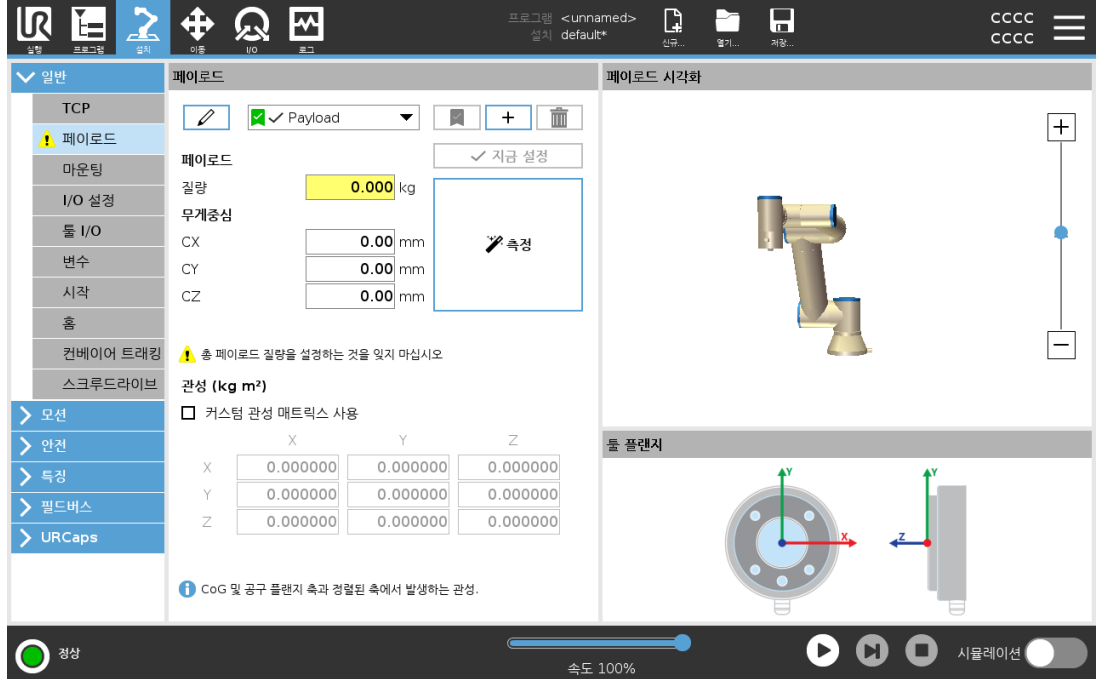 UR
실행
프로그램
설치
이동
I/O
로그
프로그램 <unnamed>
설치 default*
신규...
열기...
저장...
CCCC
CCCC
일반
TCP
페이로드
마운팅
I/O 설정
툴 I/O
변수
시작
홈
컨베이어 트래킹
스크루드라이브
모션
안전
특징
필드버스
URCaps
페이로드
Payload
페이로드
지금 설정
질량 0.000 kg
무게중심
CX 0.00 mm
CY 0.00 mm
CZ 0.00 mm
측정
총 페이로드 질량을 설정하는 것을 잊지 마십시오
관성 (kg m²)
커스텀 관성 매트릭스 사용
X Y Z
X 0.000000 0.000000 0.000000
Y 0.000000 0.000000 0.000000
Z 0.000000 0.000000 0.000000
CoG 및 공구 플랜지 축과 정렬된 축에서 발생하는 관성.
페이로드 시각화
툴 플랜지
Y
X
Y
Z
정상
속도 100%
시뮬레이션